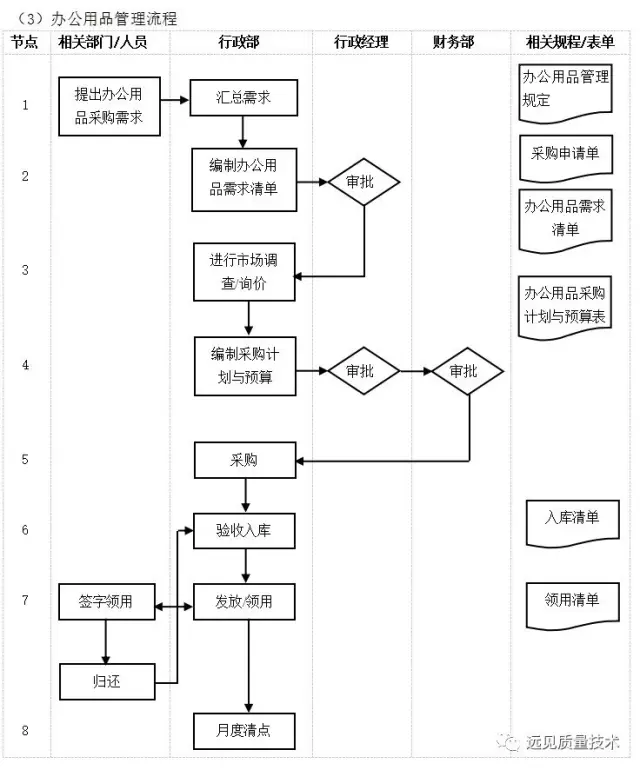 （3）办公用品管理流程
节点 相关部门/人员 行政部 行政经理 财务部 相关规程/表单
1
提出办公用
品采购需求
汇总需求
办公用品管理
规定
2
编制办公用
品需求清单
审批
采购申请单
办公用品需求
清单
3
进行市场调
查/询价
办公用品采购
计划与预算表
4
编制采购计
划与预算
审批
审批
5
采购
6
验收入库
入库清单
7
签字领用
发放/领用
领用清单
归还
8
月度清点
远见质量技术